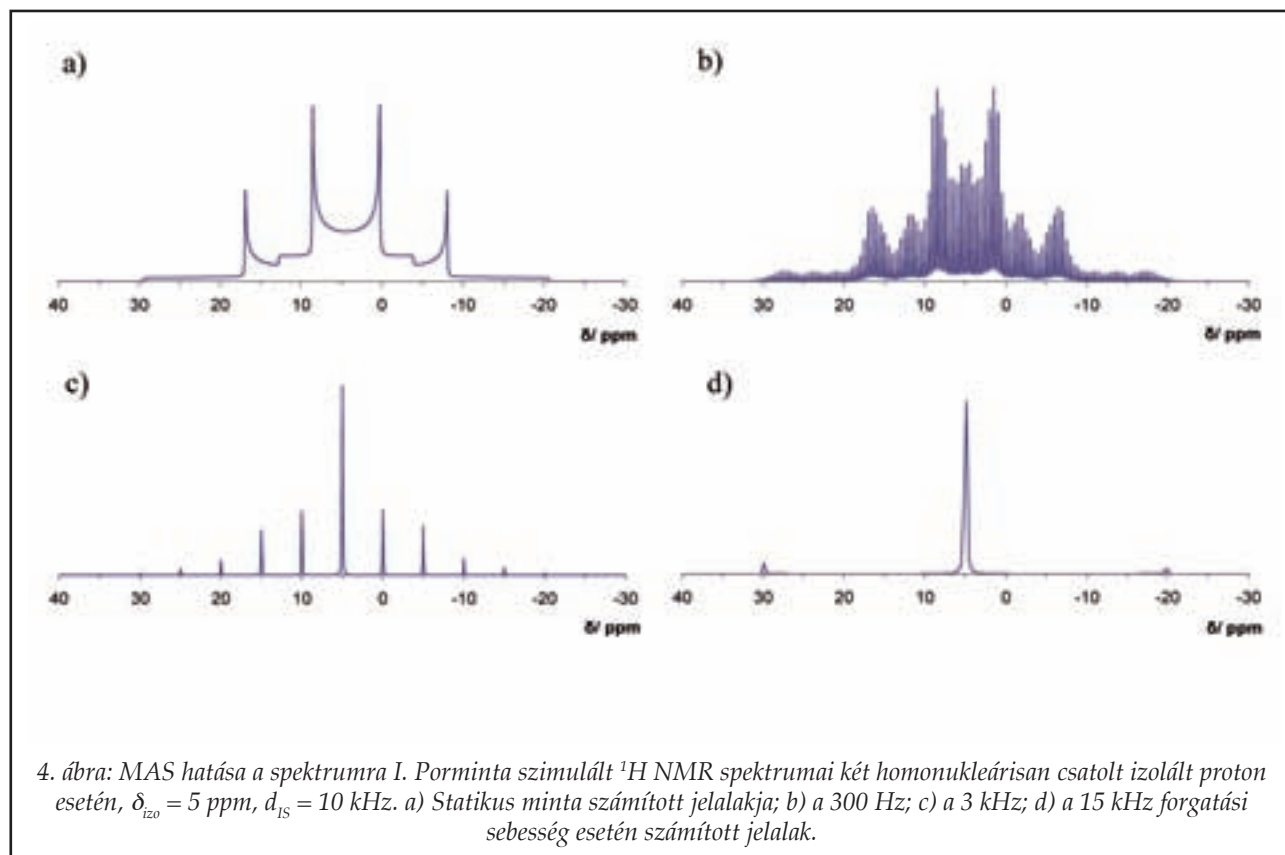 a)
b)
40 30 20 10 0 -10 -20 -30
δ/ ppm
40 30 20 10 0 -10 -20 -30
δ/ ppm
c)
d)
40 30 20 10 0 -10 -20 -30
δ/ ppm
40 30 20 10 0 -10 -20 -30
δ/ ppm
4. ábra: MAS hatása a spektrumra I. Porminta szimulált ¹H NMR spektrumai két homonukleárisan csatolt izolált proton
esetén, δizo = 5 ppm, dIS = 10 kHz. a) Statikus minta számított jelalakja; b) a 300 Hz; c) a 3 kHz; d) a 15 kHz forgatási
sebesség esetén számított jelalak.